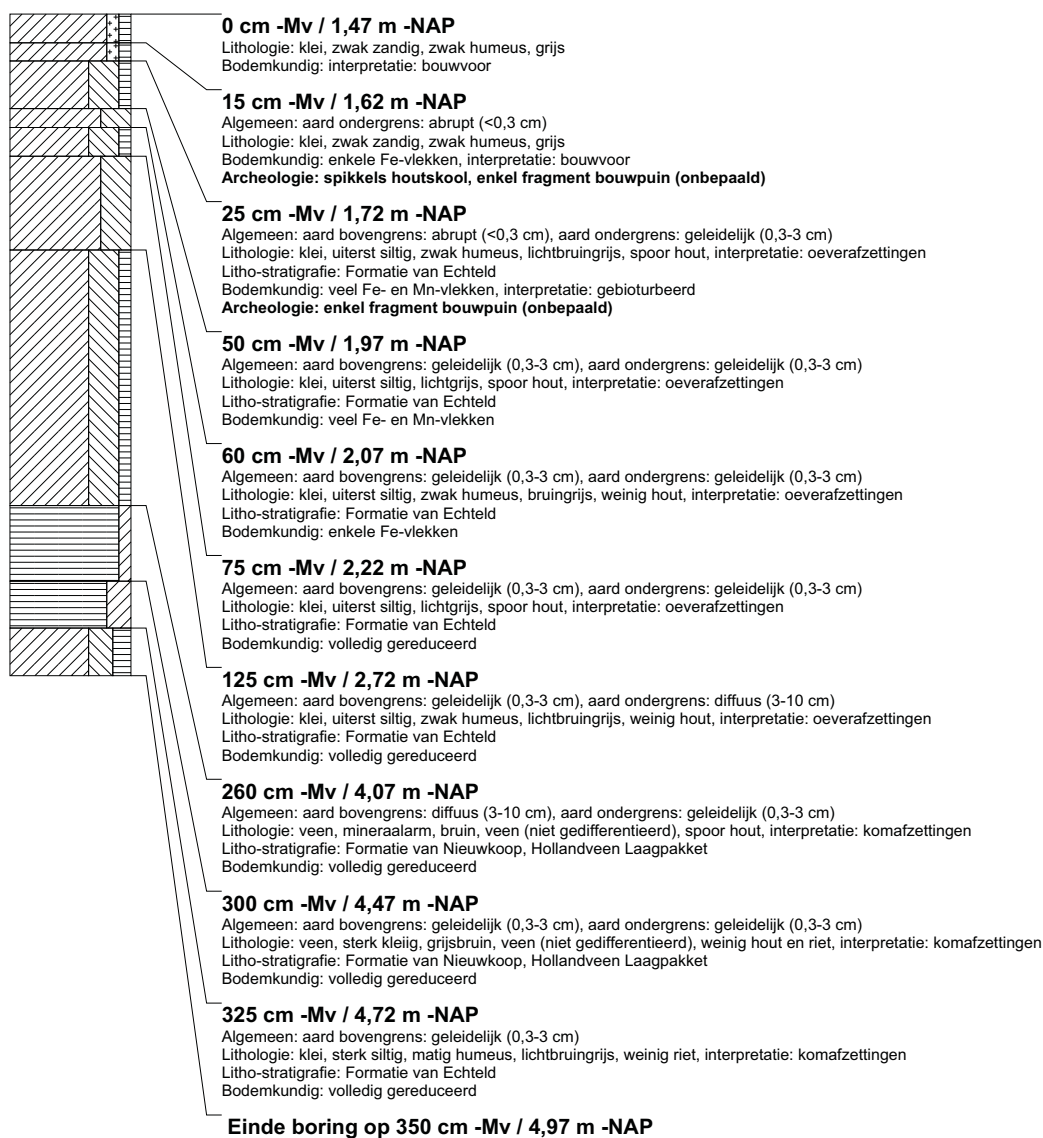 0 cm -Mv / 1,47 m -NAP
Lithologie: klei, zwak zandig, zwak humeus, grijs
Bodemkundig: interpretatie: bouwvoor
15 cm -Mv / 1,62 m -NAP
Algemeen: aard ondergrens: abrupt (<0,3 cm)
Lithologie: klei, zwak zandig, zwak humeus, grijs
Bodemkundig: enkele Fe-vlekken, interpretatie: bouwvoor
Archeologie: spikkels houtskool, enkel fragment bouwpuin (onbepaald)
25 cm -Mv / 1,72 m -NAP
Algemeen: aard bovengrens: abrupt (<0,3 cm), aard ondergrens: geleidelijk (0,3-3 cm)
Lithologie: klei, uiterst siltig, zwak humeus, lichtbruingrijs, spoor hout, interpretatie: oeverafzettingen
Litho-stratigrafie: Formatie van Echteld
Bodemkundig: veel Fe- en Mn-vlekken, interpretatie: gebioturbeerd
Archeologie: enkel fragment bouwpuin (onbepaald)
50 cm -Mv / 1,97 m -NAP
Algemeen: aard bovengrens: geleidelijk (0,3-3 cm), aard ondergrens: geleidelijk (0,3-3 cm)
Lithologie: klei, uiterst siltig, lichtgrijs, spoor hout, interpretatie: oeverafzettingen
Litho-stratigrafie: Formatie van Echteld
Bodemkundig: veel Fe- en Mn-vlekken
60 cm -Mv / 2,07 m -NAP
Algemeen: aard bovengrens: geleidelijk (0,3-3 cm), aard ondergrens: geleidelijk (0,3-3 cm)
Lithologie: klei, uiterst siltig, zwak humeus, bruingrijs, weinig hout, interpretatie: oeverafzettingen
Litho-stratigrafie: Formatie van Echteld
Bodemkundig: enkele Fe-vlekken
75 cm -Mv / 2,22 m -NAP
Algemeen: aard bovengrens: geleidelijk (0,3-3 cm), aard ondergrens: geleidelijk (0,3-3 cm)
Lithologie: klei, uiterst siltig, lichtgrijs, spoor hout, interpretatie: oeverafzettingen
Litho-stratigrafie: Formatie van Echteld
Bodemkundig: volledig gereduceerd
125 cm -Mv / 2,72 m -NAP
Algemeen: aard bovengrens: geleidelijk (0,3-3 cm), aard ondergrens: diffuus (3-10 cm)
Lithologie: klei, uiterst siltig, zwak humeus, lichtbruingrijs, weinig hout, interpretatie: oeverafzettingen
Litho-stratigrafie: Formatie van Echteld
Bodemkundig: volledig gereduceerd
260 cm -Mv / 4,07 m -NAP
Algemeen: aard bovengrens: diffuus (3-10 cm), aard ondergrens: geleidelijk (0,3-3 cm)
Lithologie: veen, mineraalarm, bruin, veen (niet gedifferentieerd), spoor hout, interpretatie: komafzettingen
Litho-stratigrafie: Formatie van Nieuwkoop, Hollandveen Laagpakket
Bodemkundig: volledig gereduceerd
300 cm -Mv / 4,47 m -NAP
Algemeen: aard bovengrens: geleidelijk (0,3-3 cm), aard ondergrens: geleidelijk (0,3-3 cm)
Lithologie: veen, sterk kleiig, grijsbruin, veen (niet gedifferentieerd), weinig hout en riet, interpretatie: komafzettingen
Litho-stratigrafie: Formatie van Nieuwkoop, Hollandveen Laagpakket
Bodemkundig: volledig gereduceerd
325 cm -Mv / 4,72 m -NAP
Algemeen: aard bovengrens: geleidelijk (0,3-3 cm)
Lithologie: klei, sterk siltig, matig humeus, lichtbruingrijs, weinig riet, interpretatie: komafzettingen
Litho-stratigrafie: Formatie van Echteld
Bodemkundig: volledig gereduceerd
Einde boring op 350 cm -Mv / 4,97 m -NAP